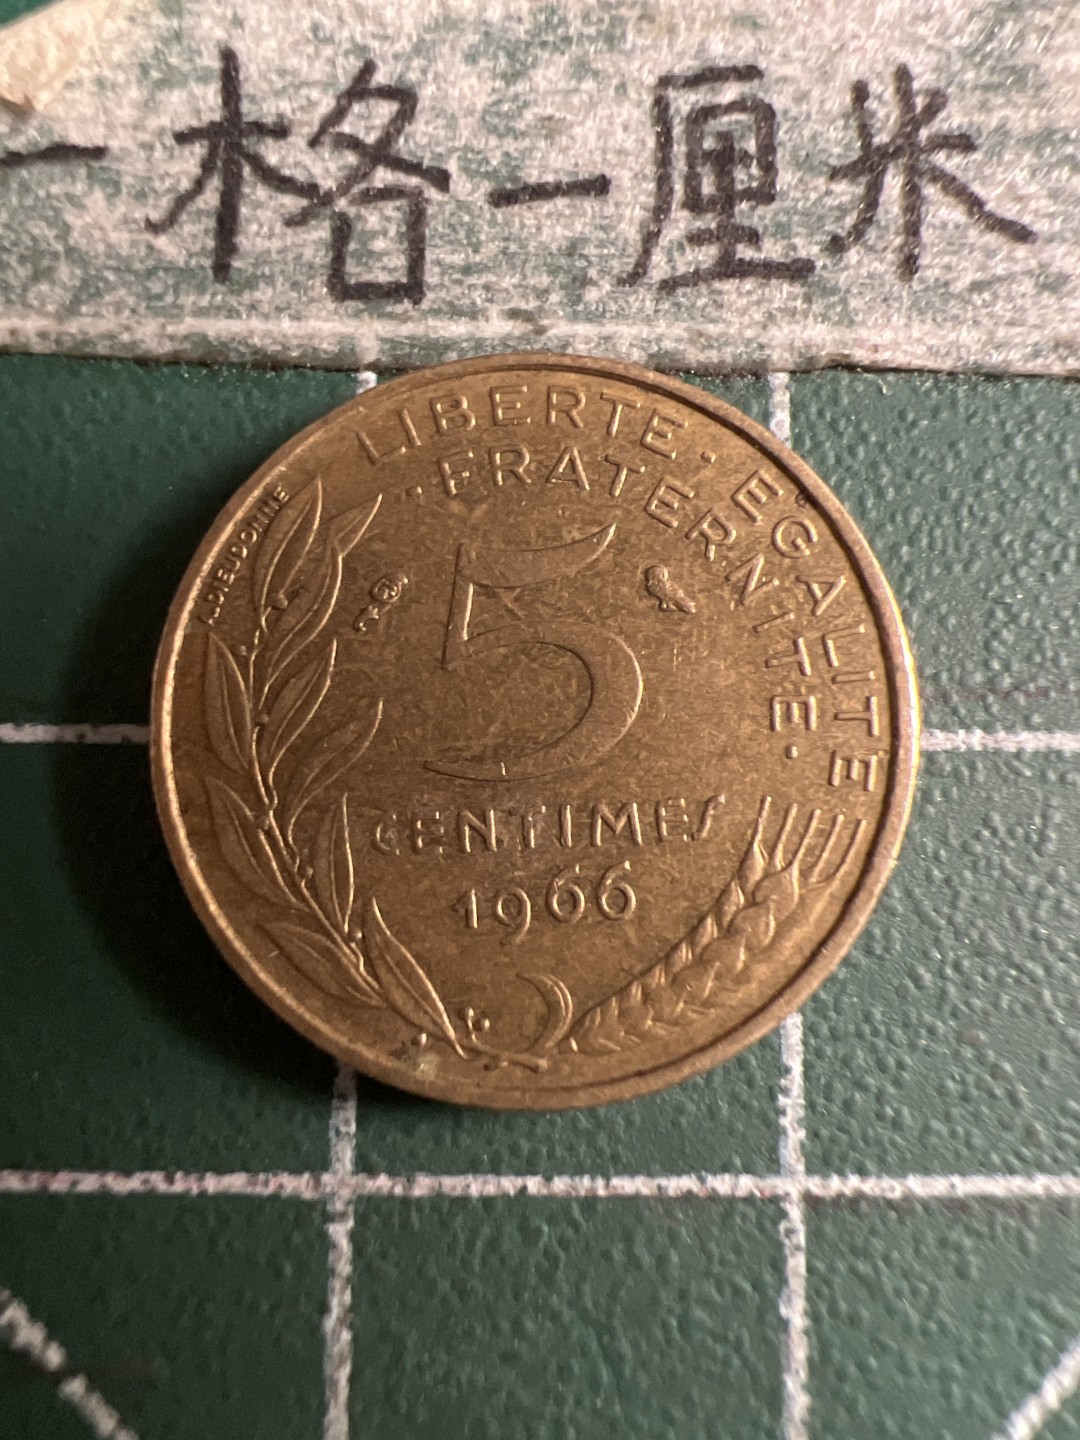 一格一厘米
LIBERTE · EGALITE
· FRATERNITE ·
A.DIEUDONNE
5
CENTIMES
1966